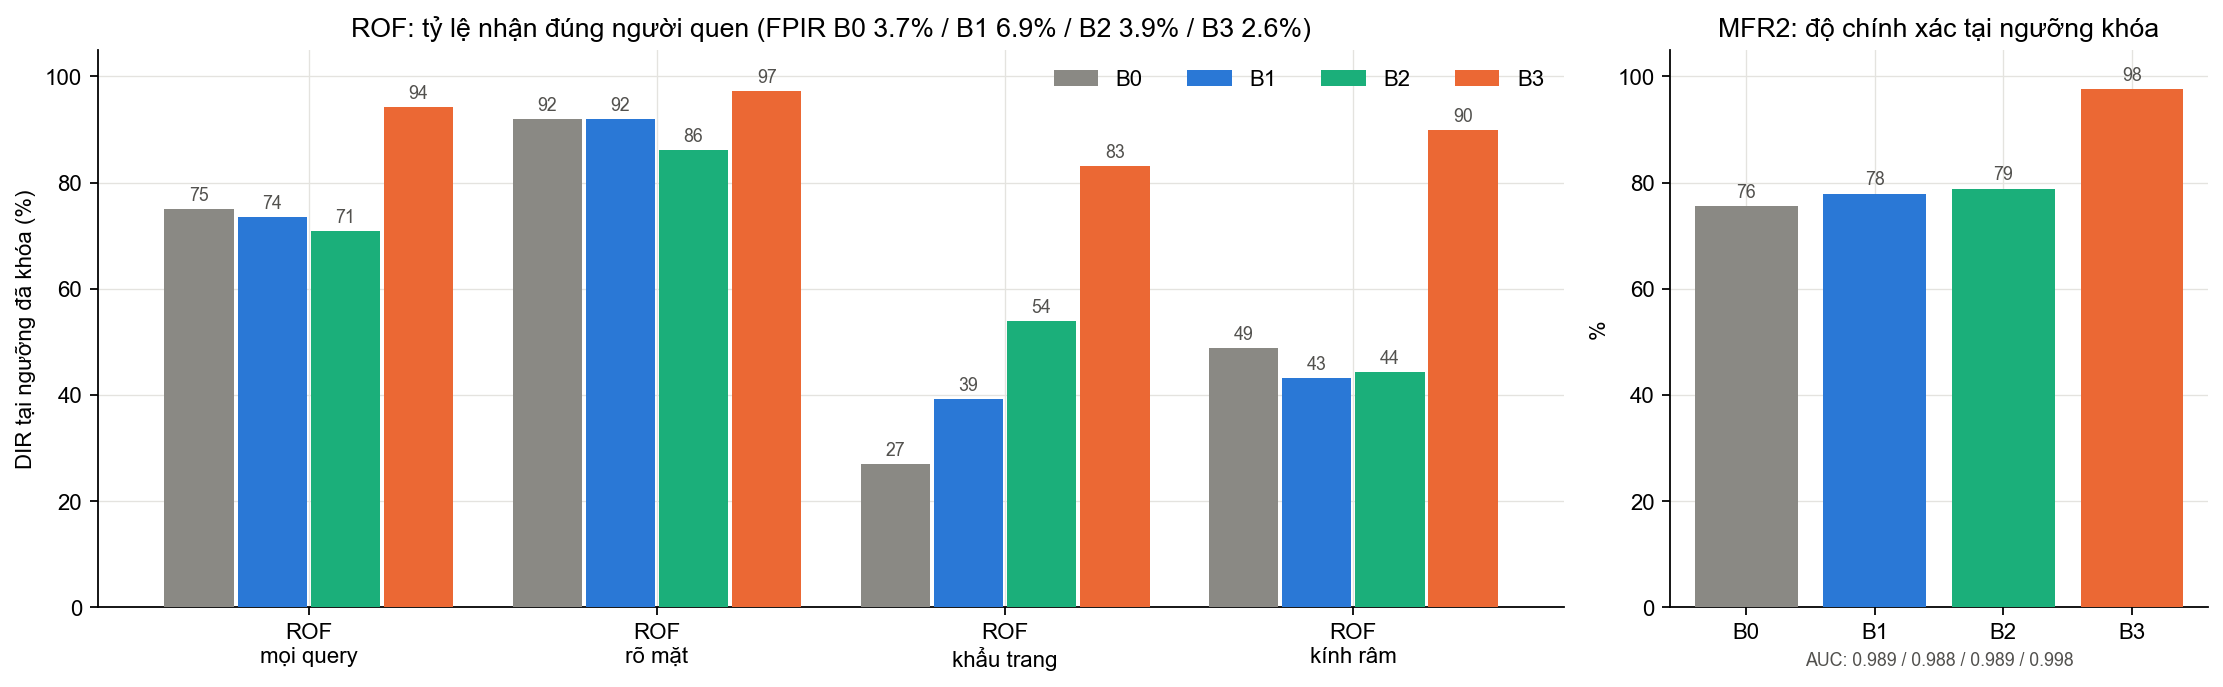 ROF: tỷ lệ nhận đúng người quen (FPIR B0 3.7% / B1 6.9% / B2 3.9% / B3 2.6%)
B0 B1 B2 B3
DIR tại ngưỡng đã khóa (%)
100
80
60
40
20
0
75 74 71 94
92 92 86 97
27 39 54 83
49 43 44 90
ROF
mọi query
ROF
rõ mặt
ROF
khẩu trang
ROF
kính râm
MFR2: độ chính xác tại ngưỡng khóa
%
100
80
60
40
20
0
76 78 79 98
B0 B1 B2 B3
AUC: 0.989 / 0.988 / 0.989 / 0.998